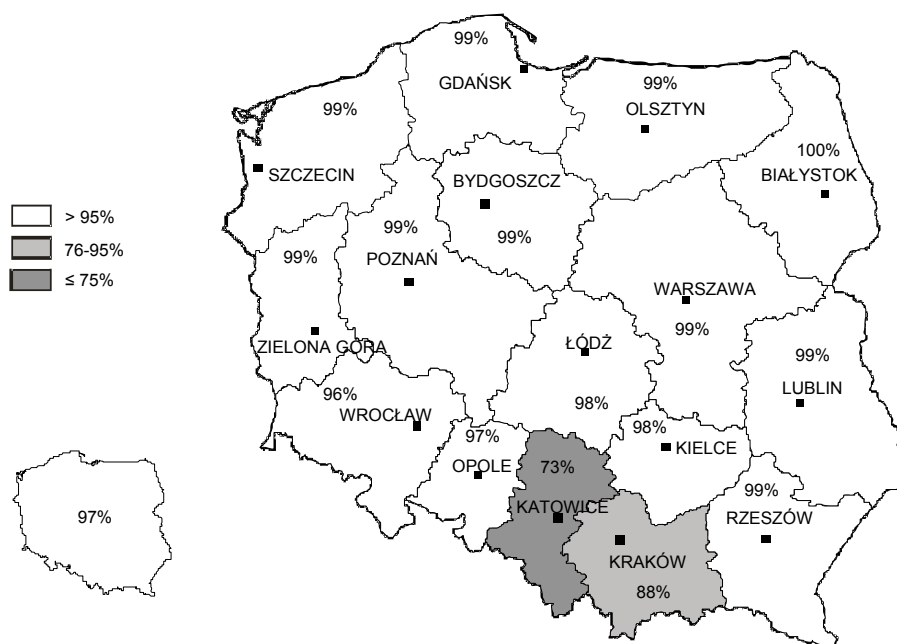 99%
GDAŃSK
99%
OLSZTYN
99%
SZCZECIN
100%
BIAŁYSTOK
BYDGOSZCZ
99%
> 95%
76-95%
≤ 75%
99%
POZNAŃ
99%
ZIELONA GÓRA
WARSZAWA
99%
ŁÓDŹ
98%
99%
LUBLIN
96%
WROCŁAW
97%
OPOLE
73%
KATOWICE
98%
KIELCE
99%
RZESZÓW
KRAKÓW
88%
97%